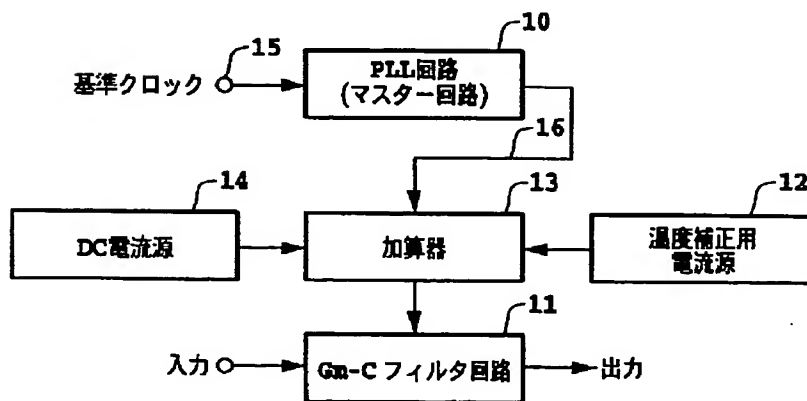 10
15
基準クロック
PLL回路
(マスター回路)
16
14
13
12
DC電流源
加算器
温度補正用
電流源
11
入力
Gm-C フィルタ回路
出力